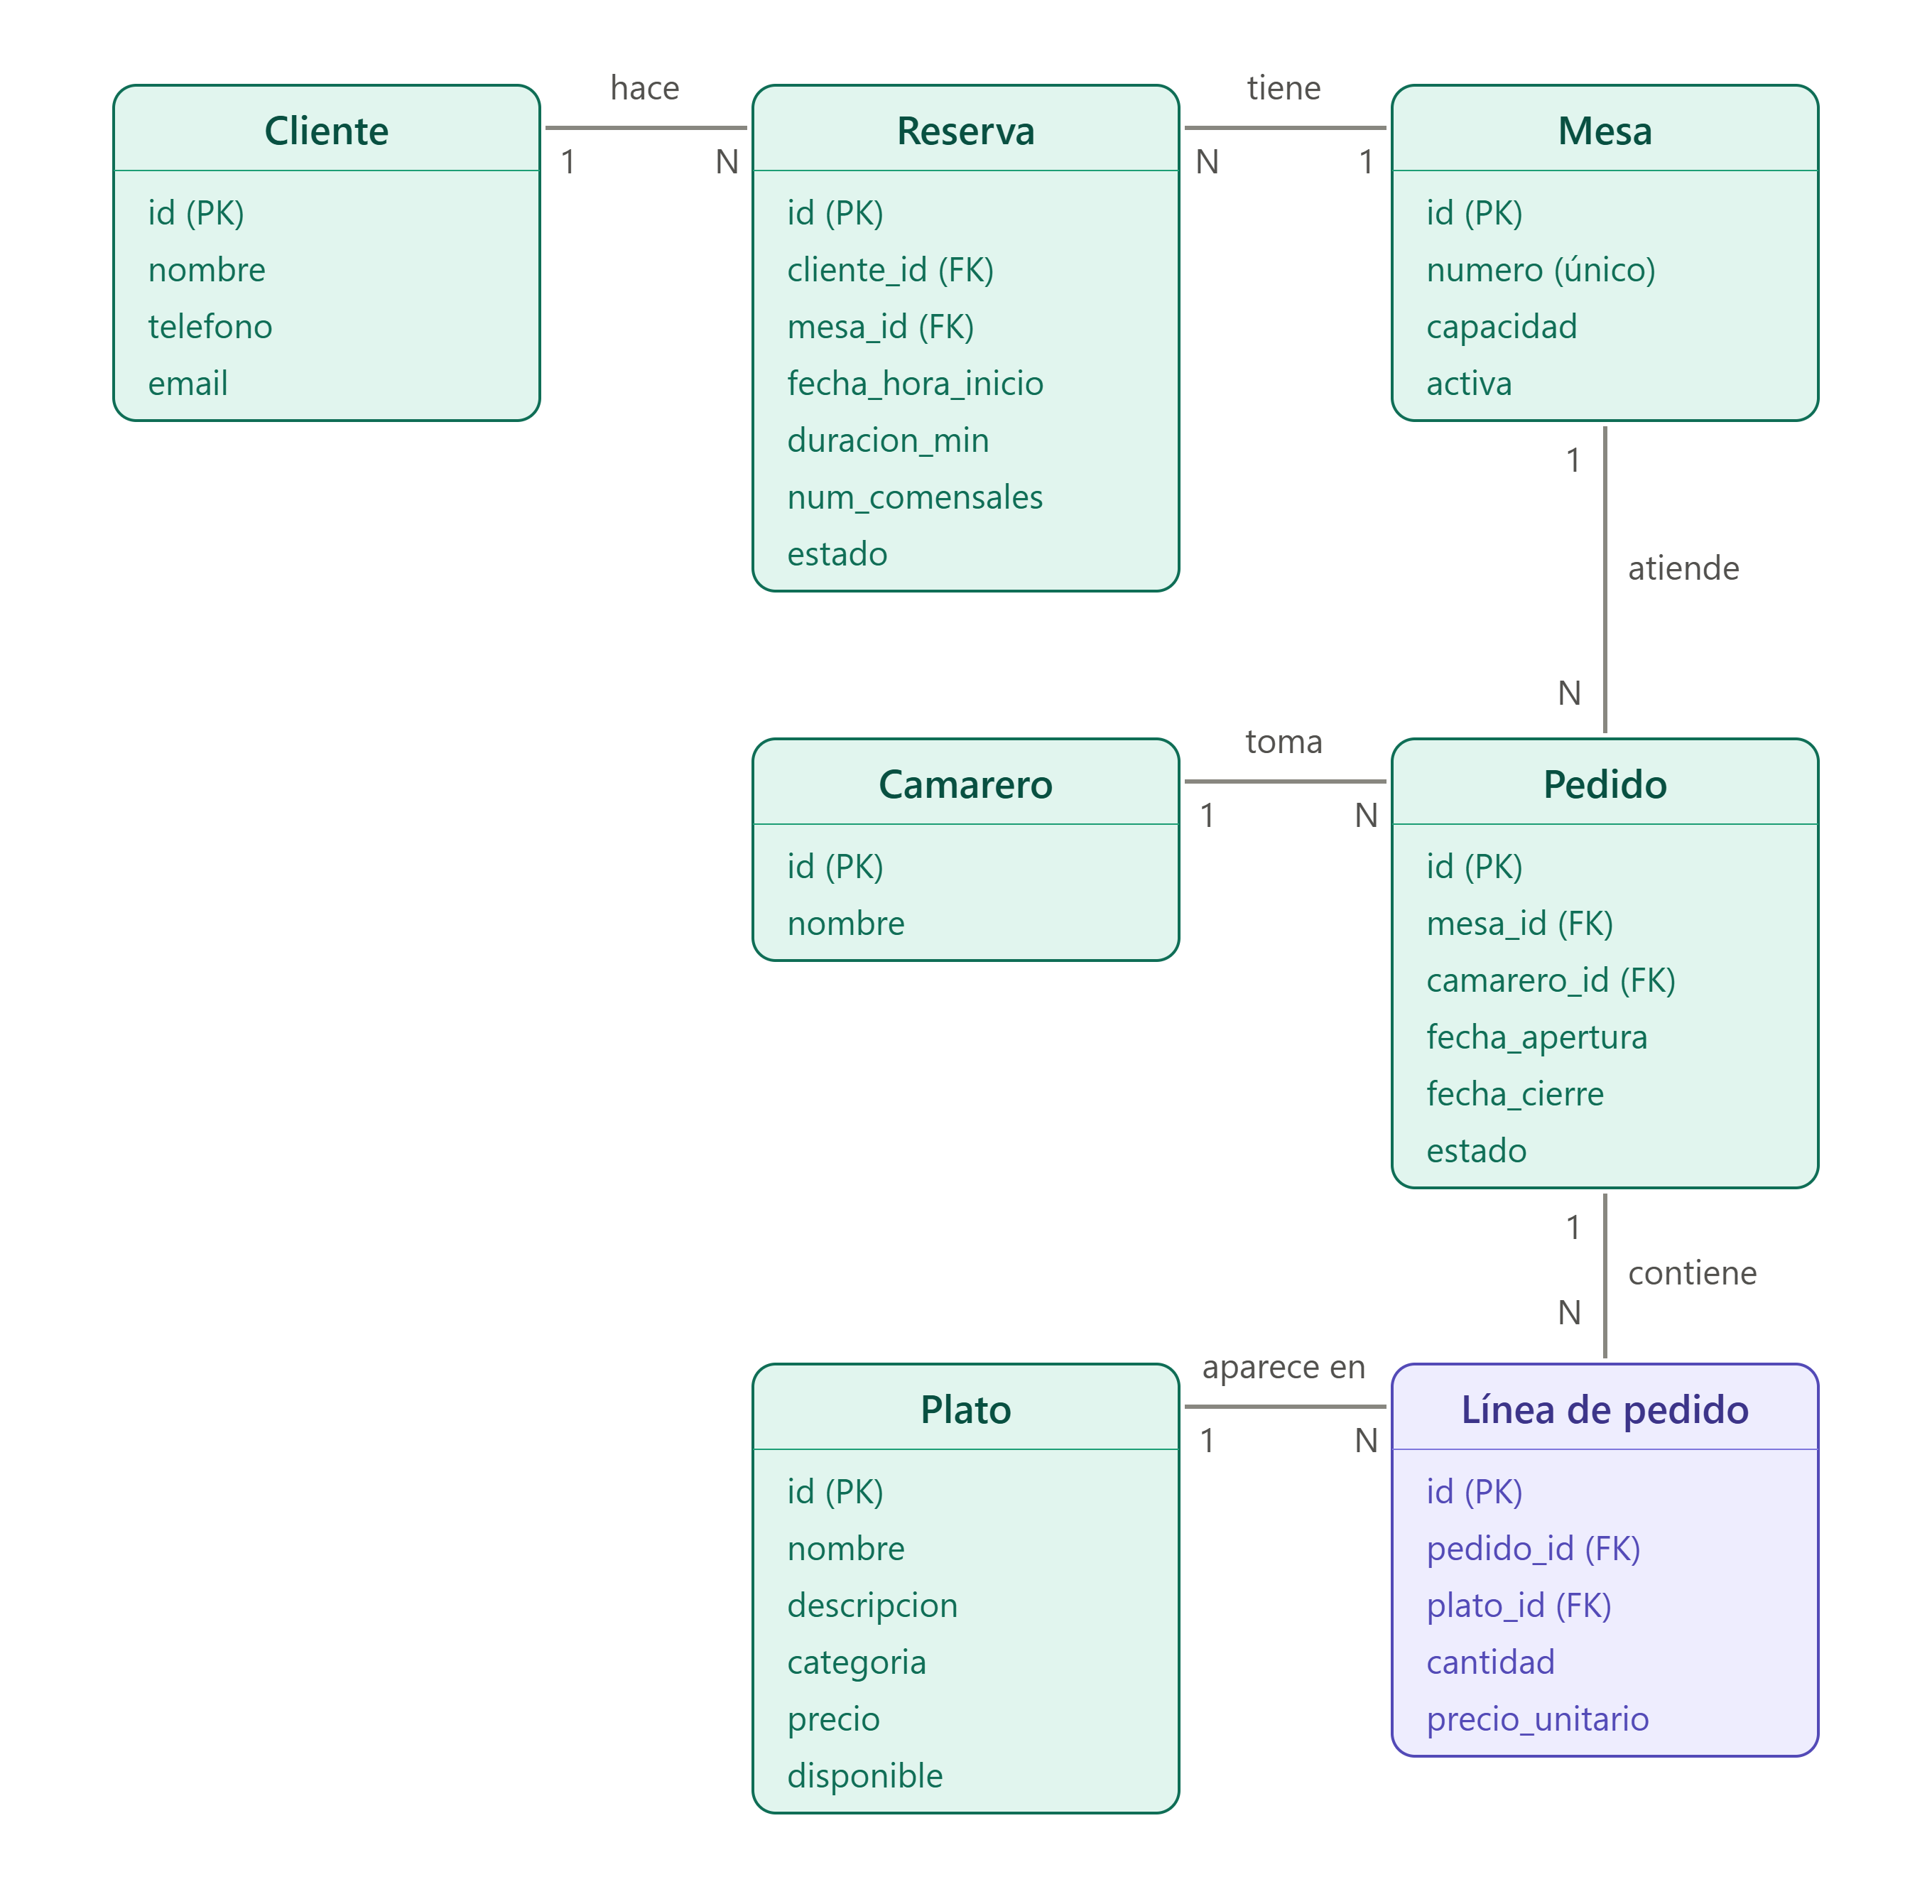 hace
tiene
Cliente
1
N
id (PK)
nombre
telefono
email
Reserva
N
1
id (PK)
cliente_id (FK)
mesa_id (FK)
fecha_hora_inicio
duracion_min
num_comensales
estado
Mesa
id (PK)
numero (único)
capacidad
activa
1
atiende
N
toma
Camarero
1
N
id (PK)
nombre
Pedido
id (PK)
mesa_id (FK)
camarero_id (FK)
fecha_apertura
fecha_cierre
estado
1
contiene
N
aparece en
Plato
1
N
id (PK)
nombre
descripcion
categoria
precio
disponible
Línea de pedido
id (PK)
pedido_id (FK)
plato_id (FK)
cantidad
precio_unitario